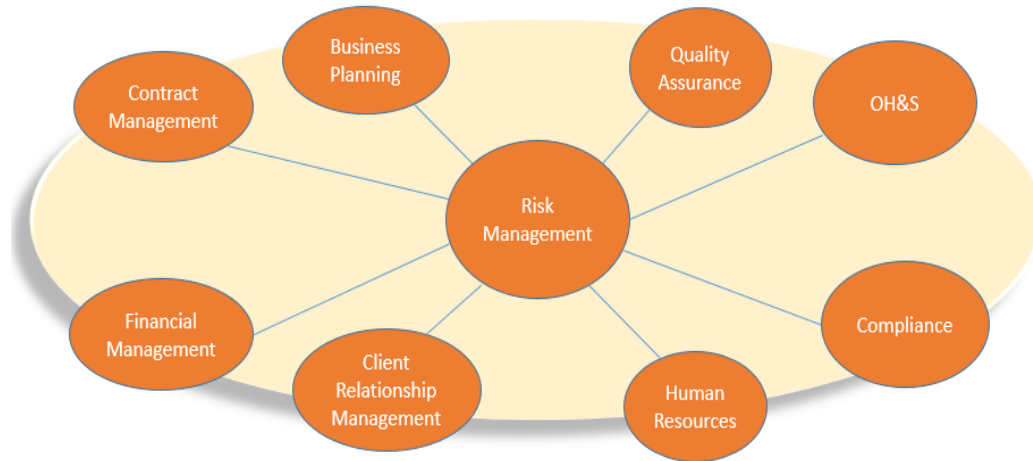 Business
Planning
Quality
Assurance
Contract
Management
OH&S
Risk
Management
Financial
Management
Client
Relationship
Management
Human
Resources
Compliance